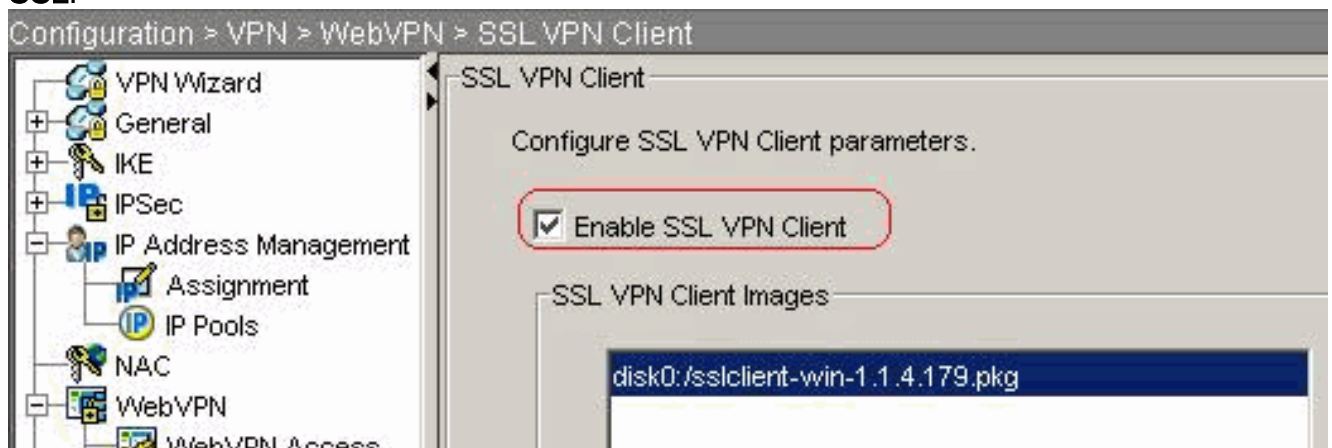 SSL.
Configuration > VPN > WebVPN > SSL VPN Client
VPN Wizard
General
IKE
IPSec
IP Address Management
Assignment
IP Pools
NAC
WebVPN
WebVPN Access
SSL VPN Client
Configure SSL VPN Client parameters.
Enable SSL VPN Client
SSL VPN Client Images
disk0:/sslclient-win-1.1.4.179.pkg